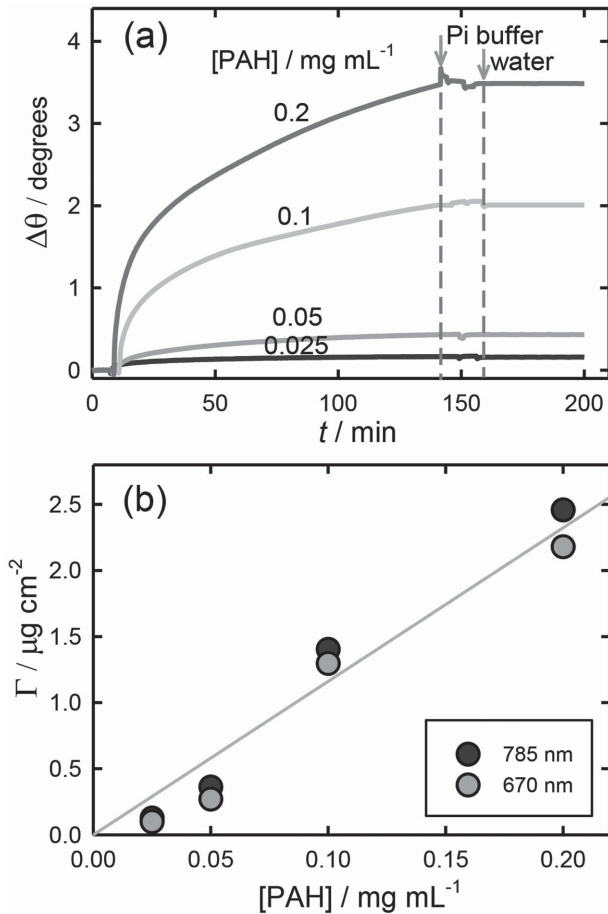 (a)
Pi buffer
water
[PAH] / mg mL⁻¹
0.2
0.1
0.05
0.025
4
3
2
1
0
Δθ / degrees
0 50 100 150 200
t / min
(b)
2.5
2.0
1.5
1.0
0.5
0.0
Γ / µg cm⁻²
785 nm
670 nm
0.00 0.05 0.10 0.15 0.20
[PAH] / mg mL⁻¹